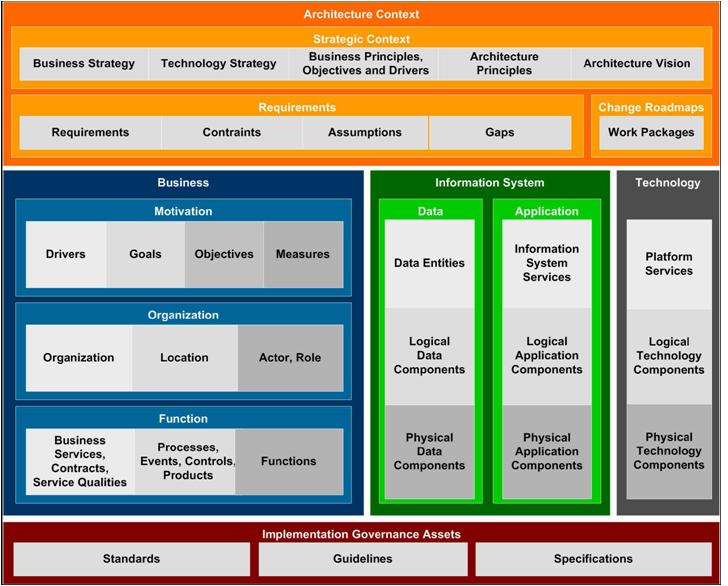 Architecture Context
Strategic Context
Business Strategy
Technology Strategy
Business Principles,
Objectives and Drivers
Architecture
Principles
Architecture Vision
Requirements
Change Roadmaps
Requirements
Contraints
Assumptions
Gaps
Work Packages
Business
Motivation
Drivers
Goals
Objectives
Measures
Organization
Organization
Location
Actor, Role
Function
Business
Services,
Contracts,
Service Qualities
Processes,
Events, Controls,
Products
Functions
Information System
Data
Data Entities
Logical
Data
Components
Physical
Data
Components
Application
Information
System
Services
Logical
Application
Components
Physical
Application
Components
Technology
Platform
Services
Logical
Technology
Components
Physical
Technology
Components
Implementation Governance Assets
Standards
Guidelines
Specifications